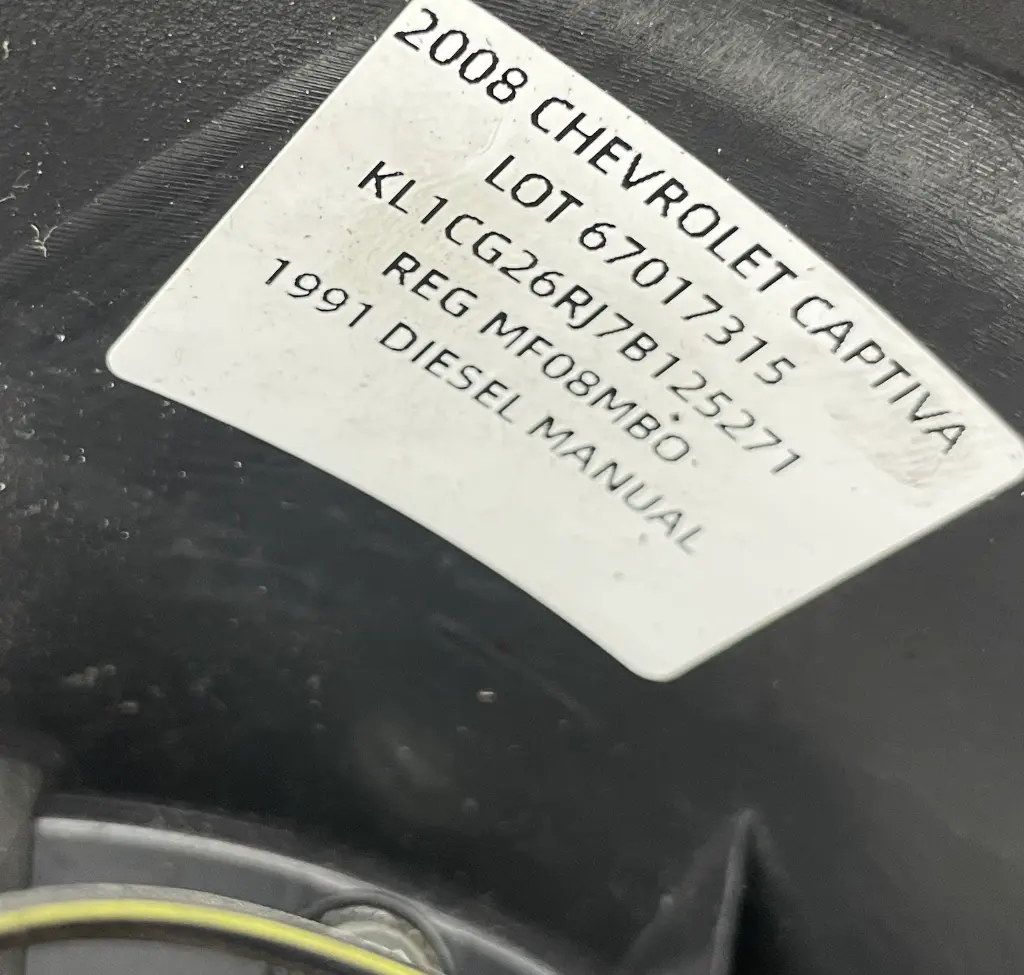 2008 CHEVROLET CAPTIVA
LOT 67017315
KL1CG26RJ7B125271
REG MF08MBO
1991 DIESEL MANUAL